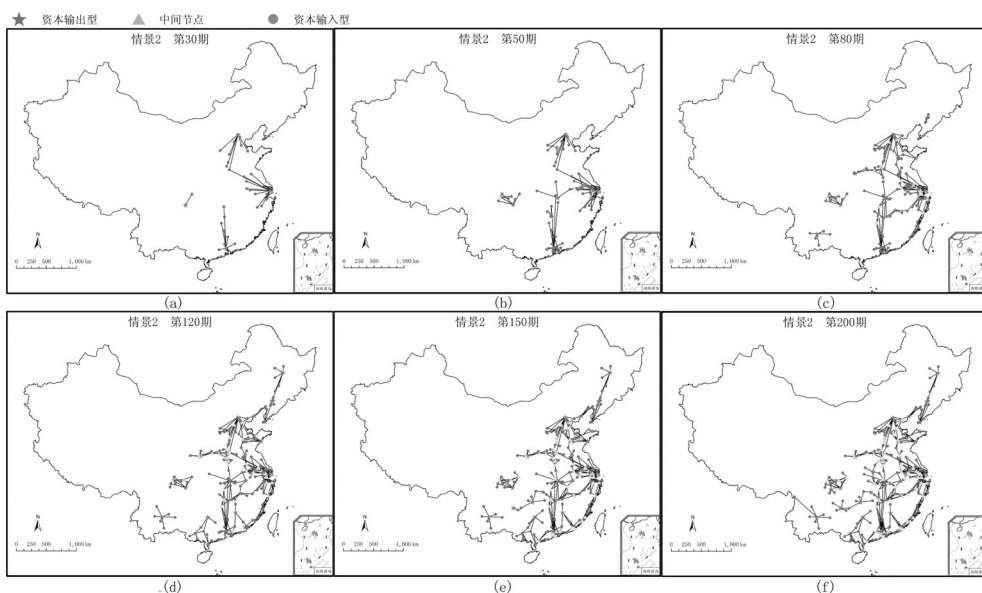 资本输出型 中间节点 资本输入型
情景2 第30期
N
0 250 500 1,000 km
(a)
情景2 第50期
N
0 250 500 1,000 km
(b)
情景2 第80期
N
0 250 500 1,000 km
(c)
情景2 第120期
N
0 250 500 1,000 km
(d)
情景2 第150期
N
0 250 500 1,000 km
(e)
情景2 第200期
N
0 250 500 1,000 km
(f)